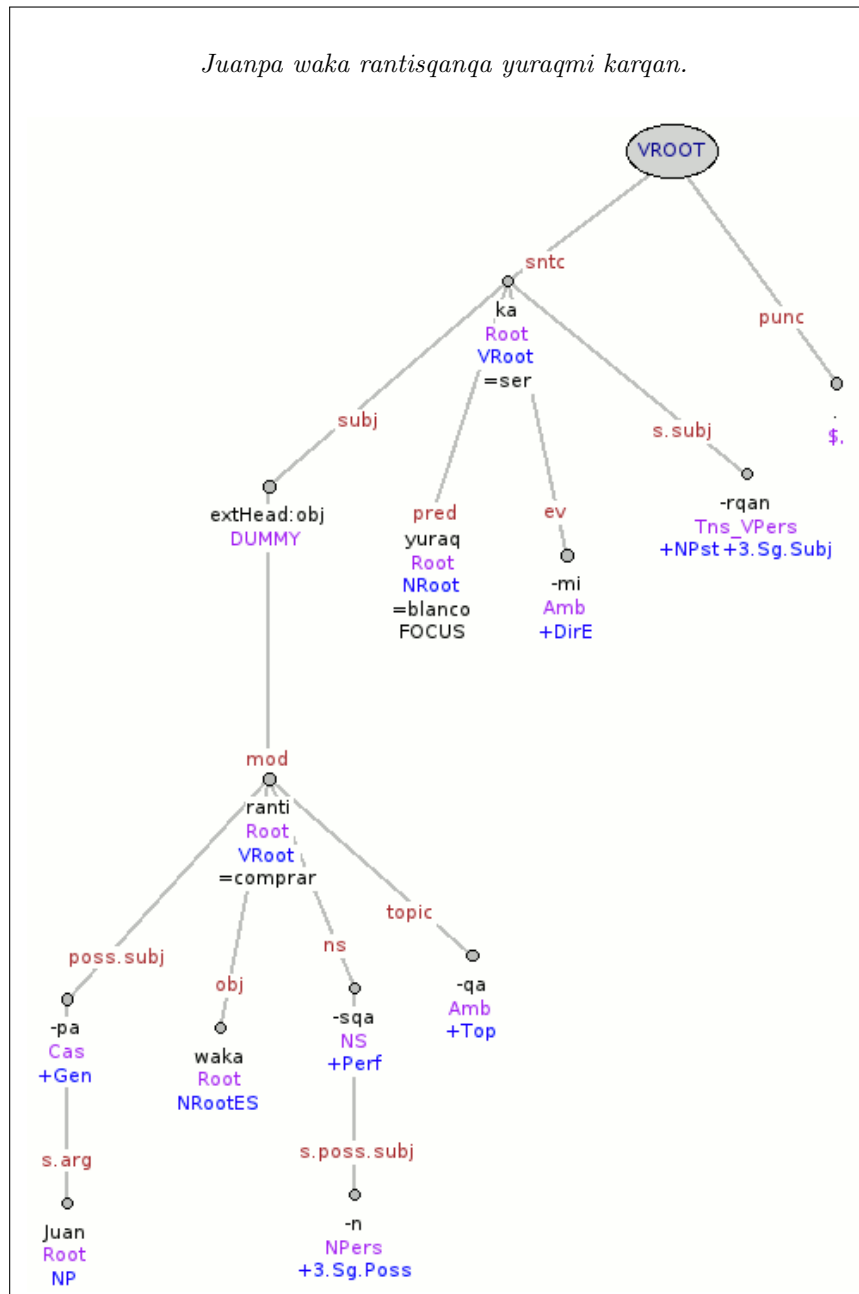 Juanpa waka rantisqanqa yuraqmi karqan.
VROOT
sntc
punc
ka
Root
VRoot
=ser
.
$.
subj
s.subj
extHead:obj
DUMMY
pred
yuraq
Root
NRoot
=blanco
FOCUS
ev
-mi
Amb
+DirE
-rqan
Tns_VPers
+NPst+3.Sg.Subj
mod
ranti
Root
VRoot
=comprar
poss.subj
obj
ns
topic
-pa
Cas
+Gen
waka
Root
NRootES
-sqa
NS
+Perf
-qa
Amb
+Top
s.arg
s.poss.subj
Juan
Root
NP
-n
NPers
+3.Sg.Poss